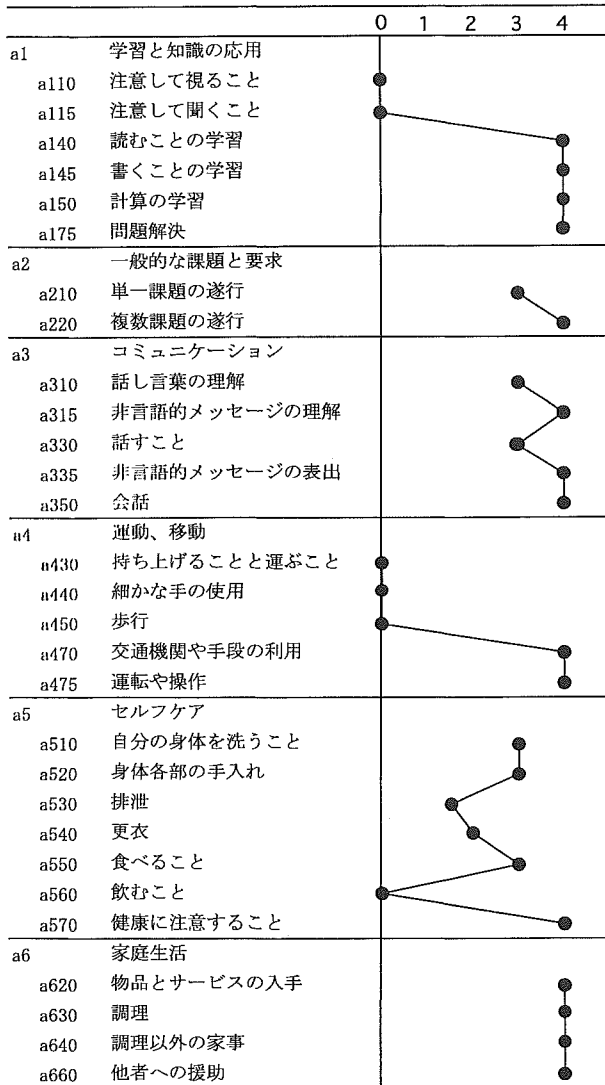 0 1 2 3 4
a1 学習と知識の応用
a110 注意して視ること
a115 注意して聞くこと
a140 読むことの学習
a145 書くことの学習
a150 計算の学習
a175 問題解決
a2 一般的な課題と要求
a210 単一課題の遂行
a220 複数課題の遂行
a3 コミュニケーション
a310 話し言葉の理解
a315 非言語的メッセージの理解
a330 話すこと
a335 非言語的メッセージの表出
a350 会話
a4 運動、移動
a430 持ち上げることと運ぶこと
a440 細かな手の使用
a450 歩行
a470 交通機関や手段の利用
a475 運転や操作
a5 セルフケア
a510 自分の身体を洗うこと
a520 身体各部の手入れ
a530 排泄
a540 更衣
a550 食べること
a560 飲むこと
a570 健康に注意すること
a6 家庭生活
a620 物品とサービスの入手
a630 調理
a640 調理以外の家事
a660 他者への援助